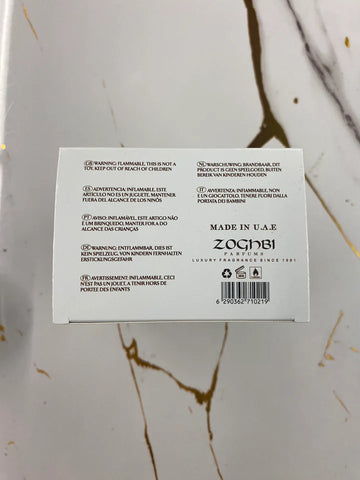 GB WARNING: FLAMMABLE, THIS IS NOT A
TOY, KEEP OUT OF REACH OF CHILDREN
ES ADVERTENCIA: INFLAMABLE, ESTE
ARTÍCULO NO ES UN JUGUETE, MANTENER
FUERA DEL ALCANCE DE LOS NIÑOS
PT AVISO: INFLAMÁVEL, ESTE ARTIGO NÃO
É UM BRINQUEDO, MANTER FORA DO
ALCANCE DAS CRIANÇAS
DE WARNUNG: ENTFLAMMBAR, DIES IST
KEIN SPIELZEUG, VON KINDERN FERNHALTEN
ERSTICKUNGSGEFAHR
FR AVERTISSEMENT: INFLAMMABLE, CECI
N'EST PAS UN JOUET, A TENIR HORS DE
PORTEE DES ENFANTS
NL WARSCHUWING: BRANDBAAR, DIT
PRODUCT IS GEEN SPEELGOED, BUITEN
BEREIK VAN KINDEREN HOUDEN
IT AVVERTENZA: INFIAMMABILE, NON
E UN GIOCATTOLO, TENERE FUORI DALLA
PORTATA DEI BAMBINI
MADE IN U.A.E
ZOGHBI
PARFUMS
LUXURY FRAGRANCE SINCE 1991
6 290362 710219